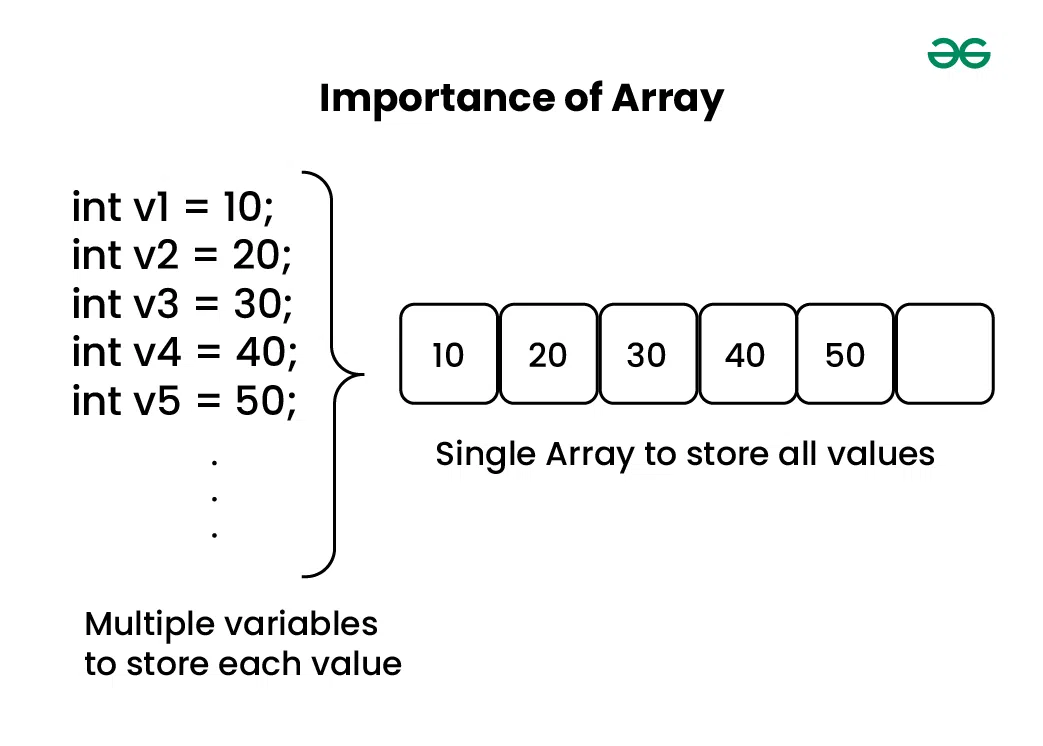 Importance of Array
int v1 = 10;
int v2 = 20;
int v3 = 30;
int v4 = 40;
int v5 = 50;
.
.
.
Multiple variables
to store each value
10 20 30 40 50
Single Array to store all values